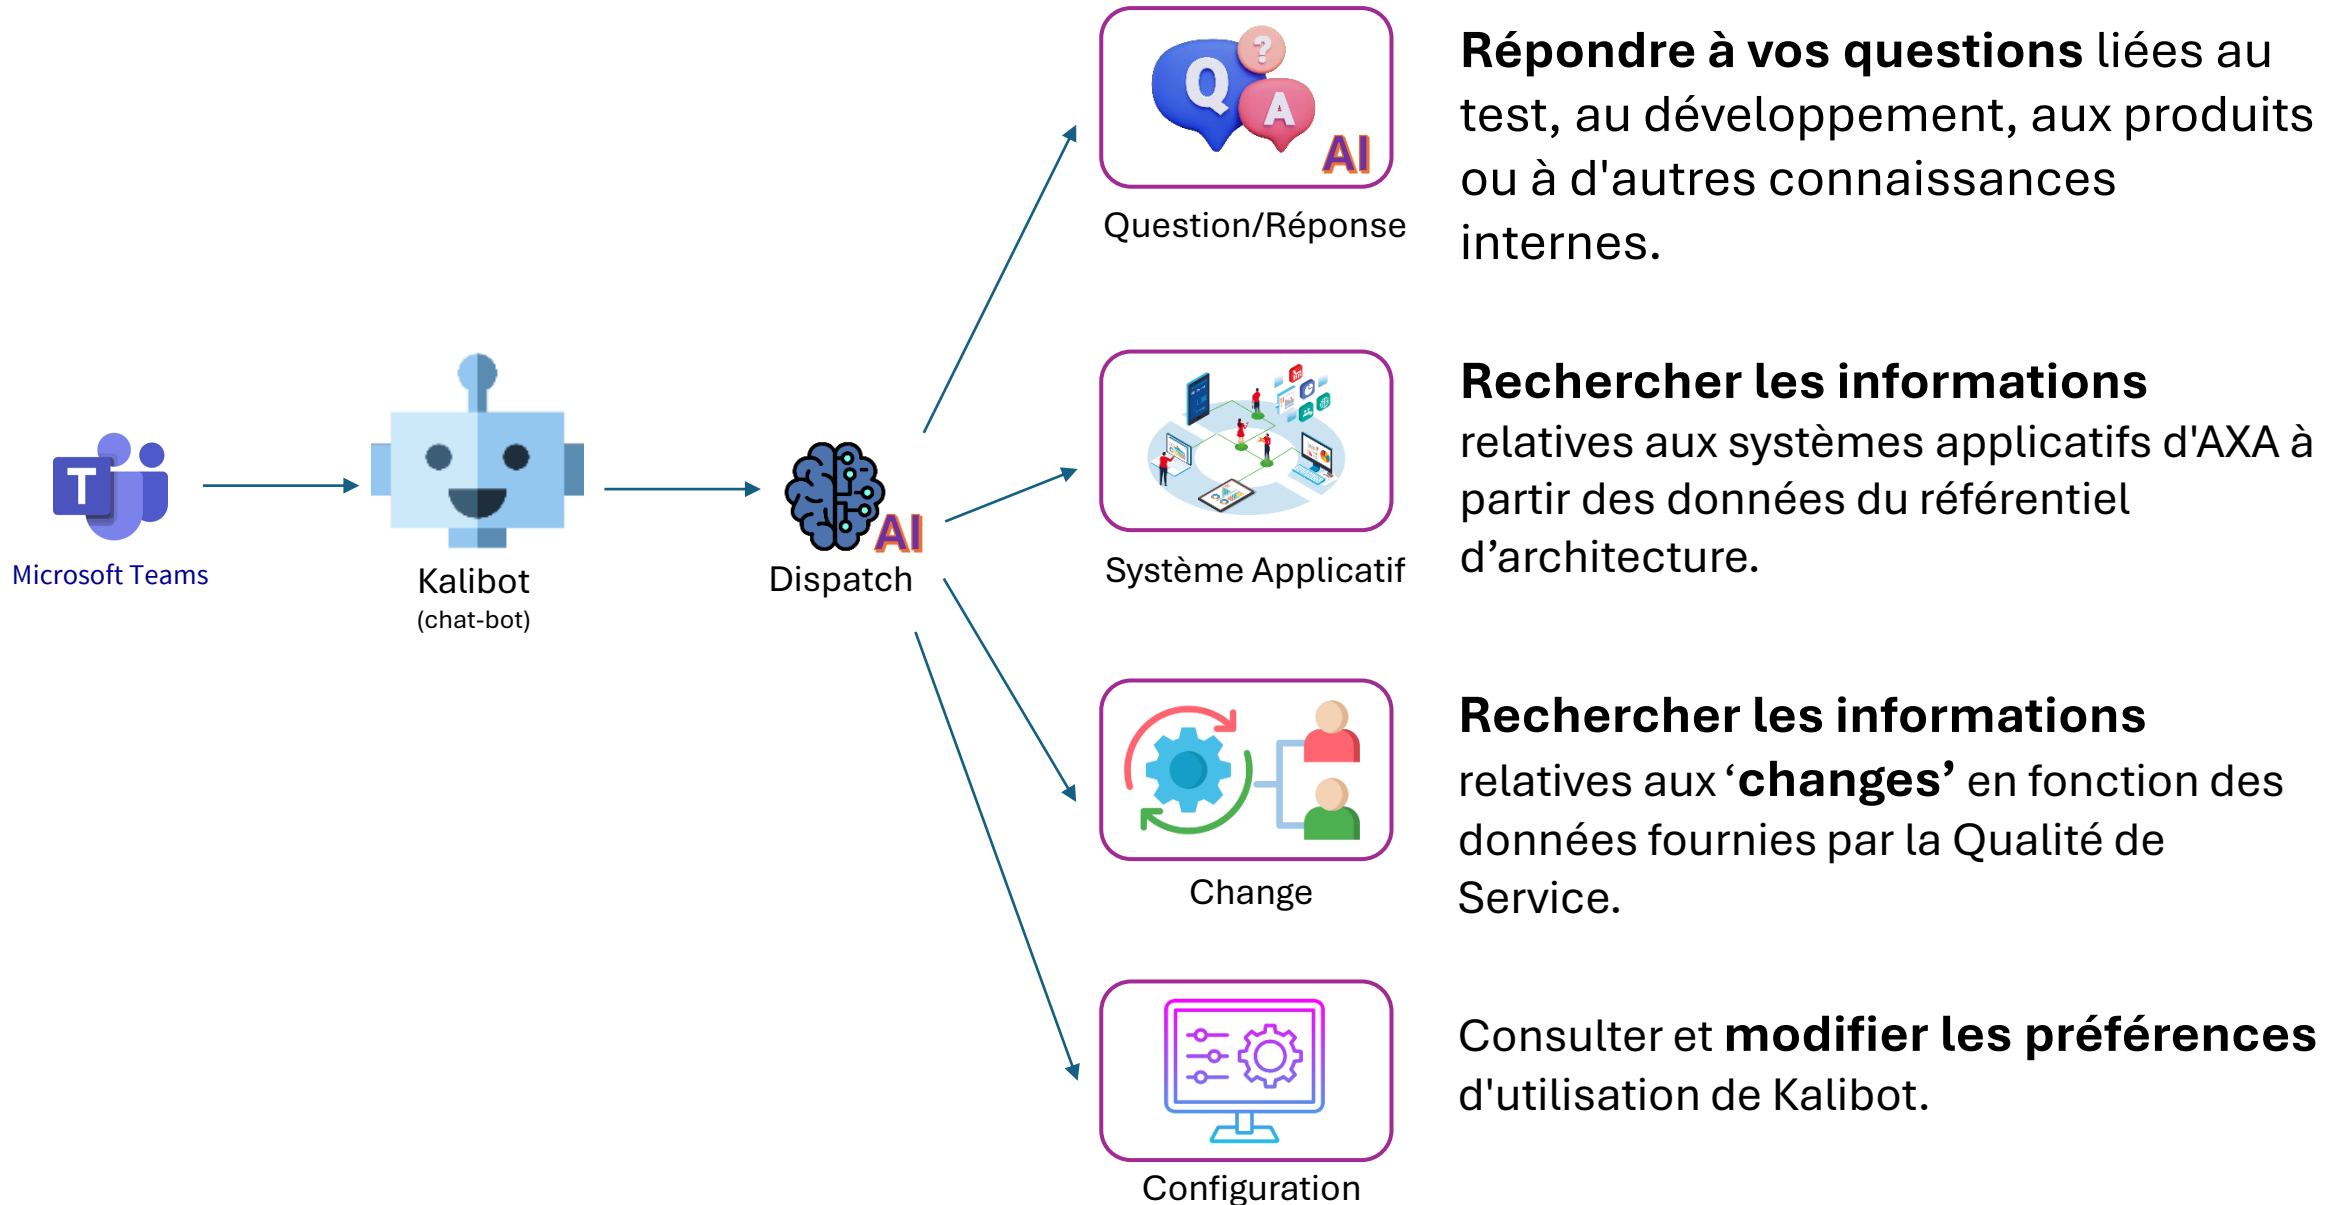 Q
?
A
AI
Question/Réponse
Répondre à vos questions liées au
test, au développement, aux produits
ou à d'autres connaissances
internes.
T
Microsoft Teams
Kalibot
(chat-bot)
AI
Dispatch
Système Applicatif
Rechercher les informations
relatives aux systèmes applicatifs d'AXA à
partir des données du référentiel
d’architecture.
Change
Rechercher les informations
relatives aux ‘changes’ en fonction des
données fournies par la Qualité de
Service.
Configuration
Consulter et modifier les préférences
d'utilisation de Kalibot.